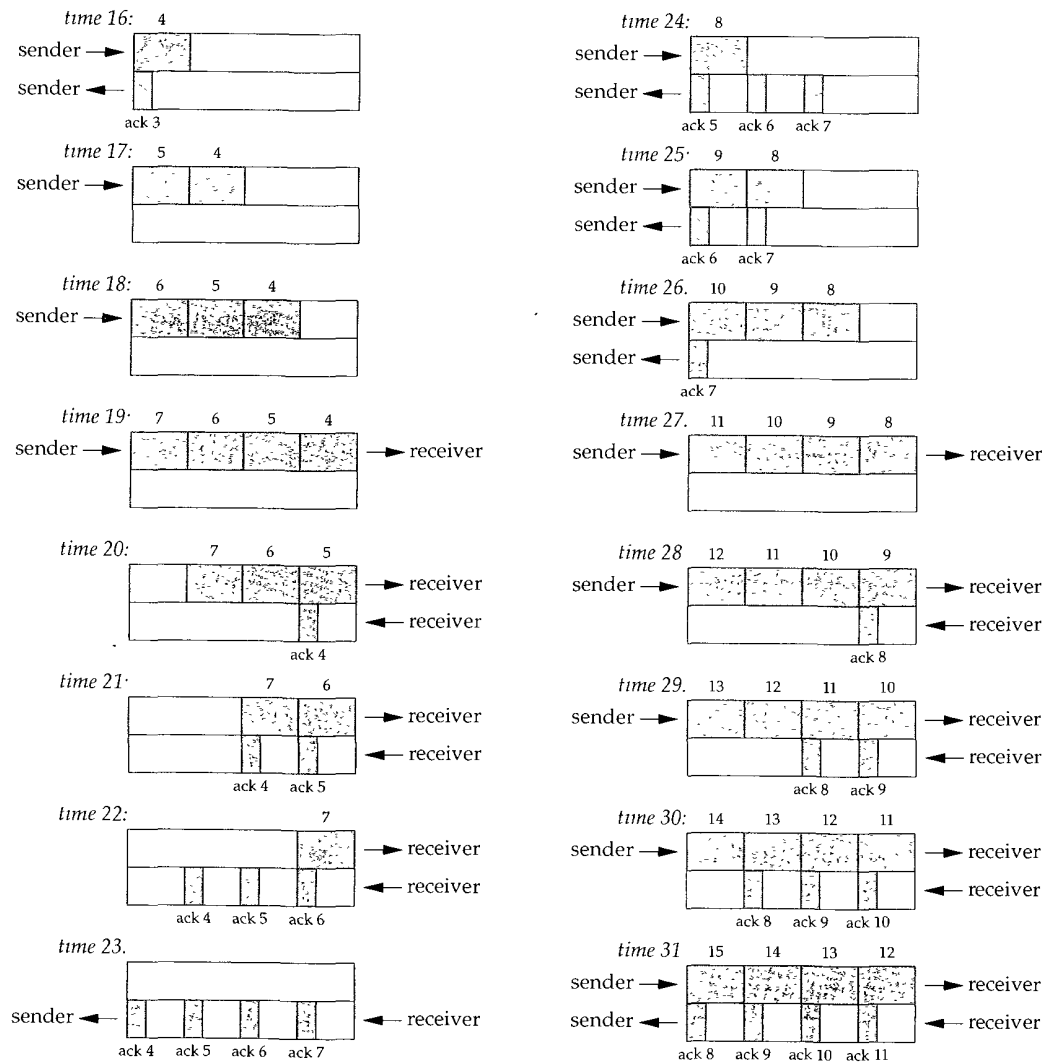 time 16: 4
sender
sender
ack 3
time 17: 5 4
sender
time 18: 6 5 4
sender
time 19· 7 6 5 4
sender receiver
time 20: 7 6 5
receiver
receiver
ack 4
time 21· 7 6
receiver
receiver
ack 4 ack 5
time 22: 7
receiver
receiver
ack 4 ack 5 ack 6
time 23.
sender receiver
ack 4 ack 5 ack 6 ack 7
time 24: 8
sender
sender
ack 5 ack 6 ack 7
time 25· 9 8
sender
sender
ack 6 ack 7
time 26. 10 9 8
sender
sender
ack 7
time 27. 11 10 9 8
sender receiver
time 28 12 11 10 9
sender receiver
receiver
ack 8
time 29. 13 12 11 10
sender receiver
receiver
ack 8 ack 9
time 30: 14 13 12 11
sender receiver
receiver
ack 8 ack 9 ack 10
time 31 15 14 13 12
sender receiver
sender receiver
ack 8 ack 9 ack 10 ack 11